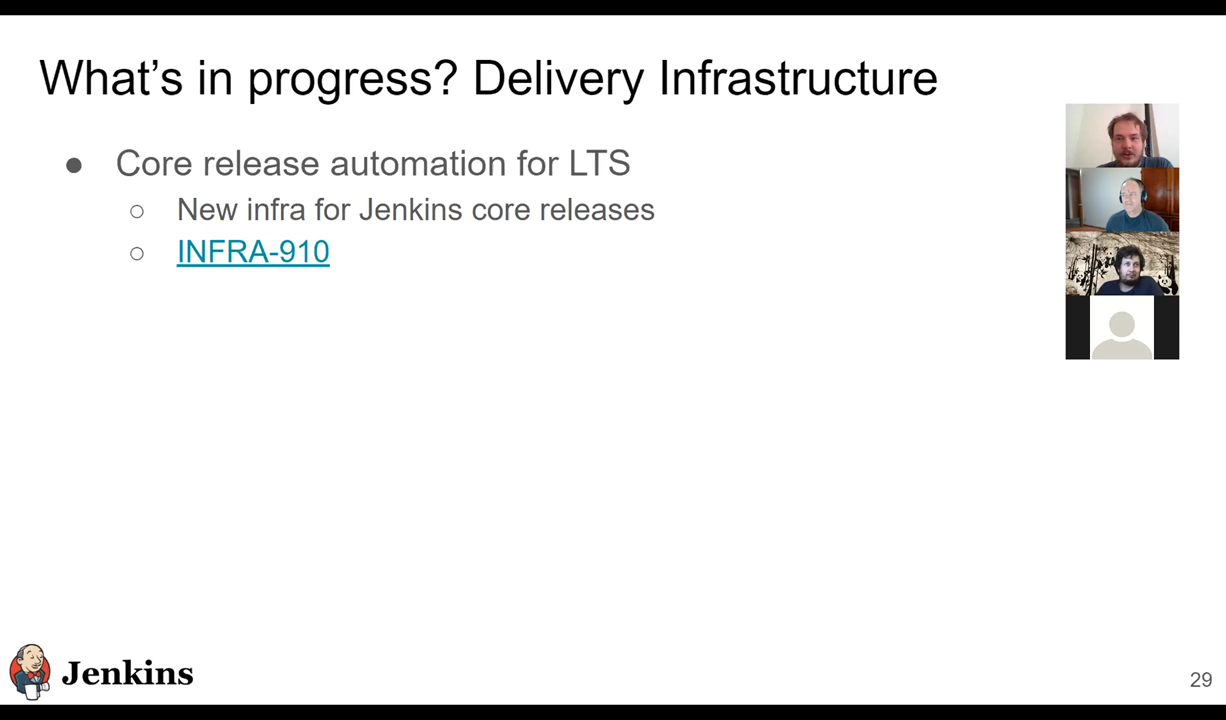 What’s in progress? Delivery Infrastructure
● Core release automation for LTS
○ New infra for Jenkins core releases
○ INFRA-910
Jenkins
29